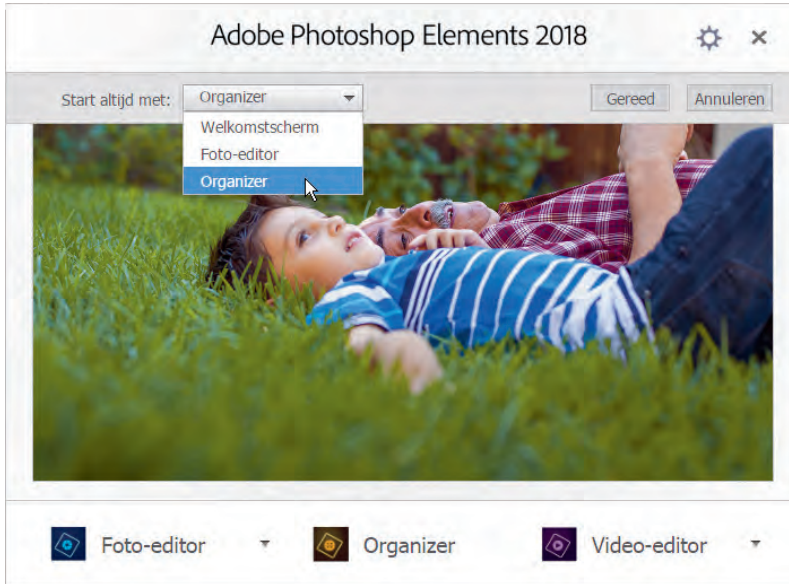 Adobe Photoshop Elements 2018
Start altijd met: Organizer Gereed Annuleren
Welkomstscherm
Foto-editor
Organizer
Foto-editor Organizer Video-editor